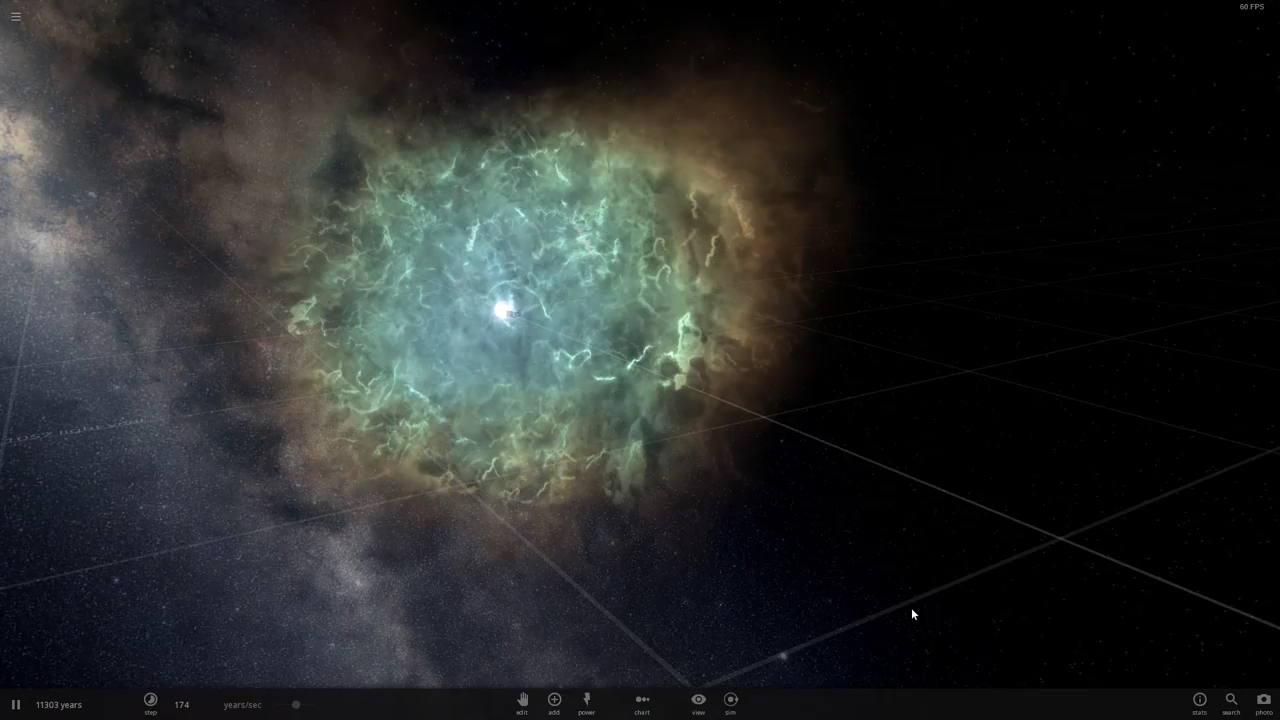 60 FPS
11303 years
step
174
years/sec
edit
add
power
chart
view
sim
stats
search
photo